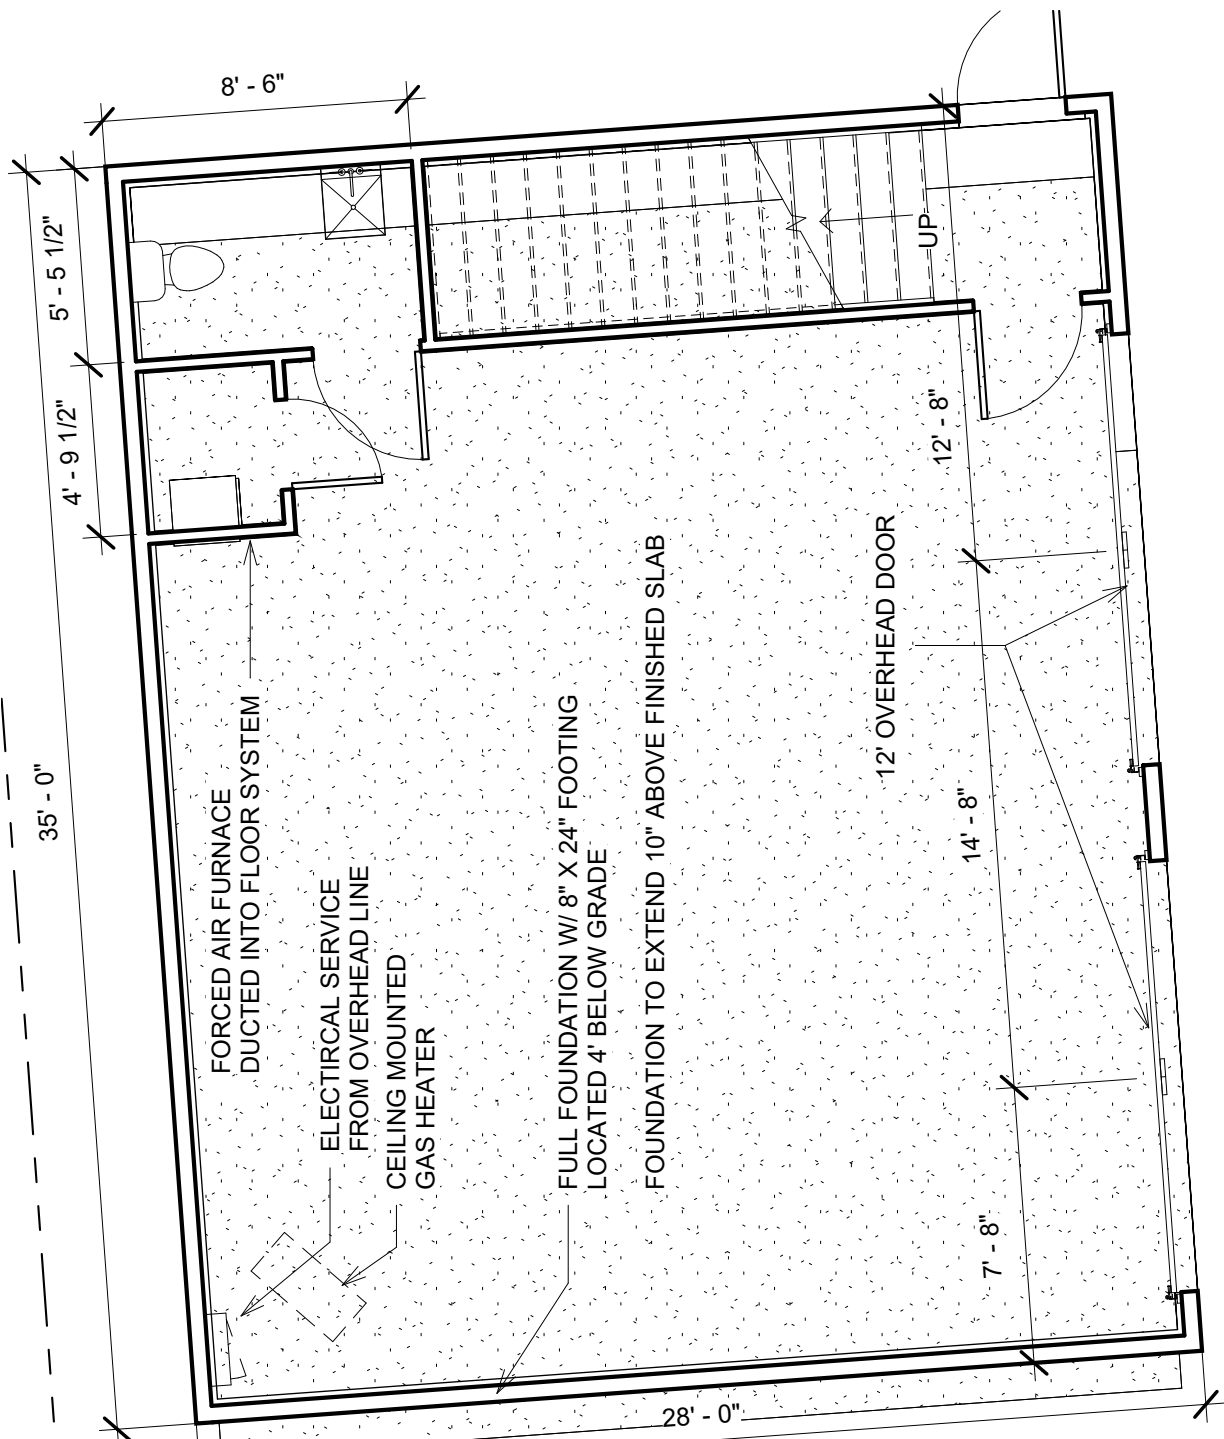 8' - 6"
5' - 5 1/2"
4' - 9 1/2"
35' - 0"
UP
12' - 8"
14' - 8"
7' - 8"
28' - 0"
FORCED AIR FURNACE
DUCTED INTO FLOOR SYSTEM
ELECTIRCAL SERVICE
FROM OVERHEAD LINE
CEILING MOUNTED
GAS HEATER
FULL FOUNDATION W/ 8" X 24" FOOTING
LOCATED 4' BELOW GRADE
FOUNDATION TO EXTEND 10" ABOVE FINISHED SLAB
12' OVERHEAD DOOR